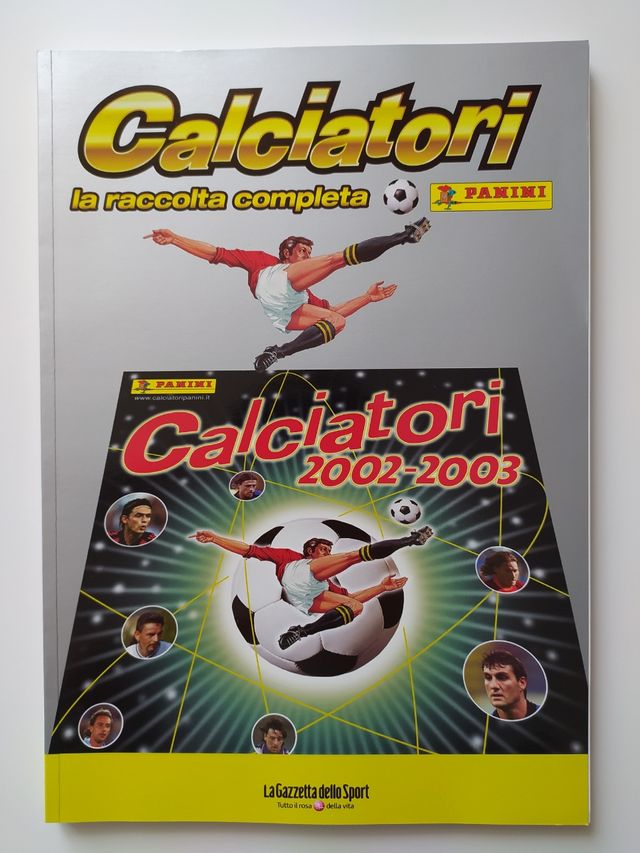 Calciatori
la raccolta completa
PANINI
PANINI
www.calciatoripanini.it
Calciatori
2002-2003
La Gazzetta dello Sport
Tutto il rosa della vita